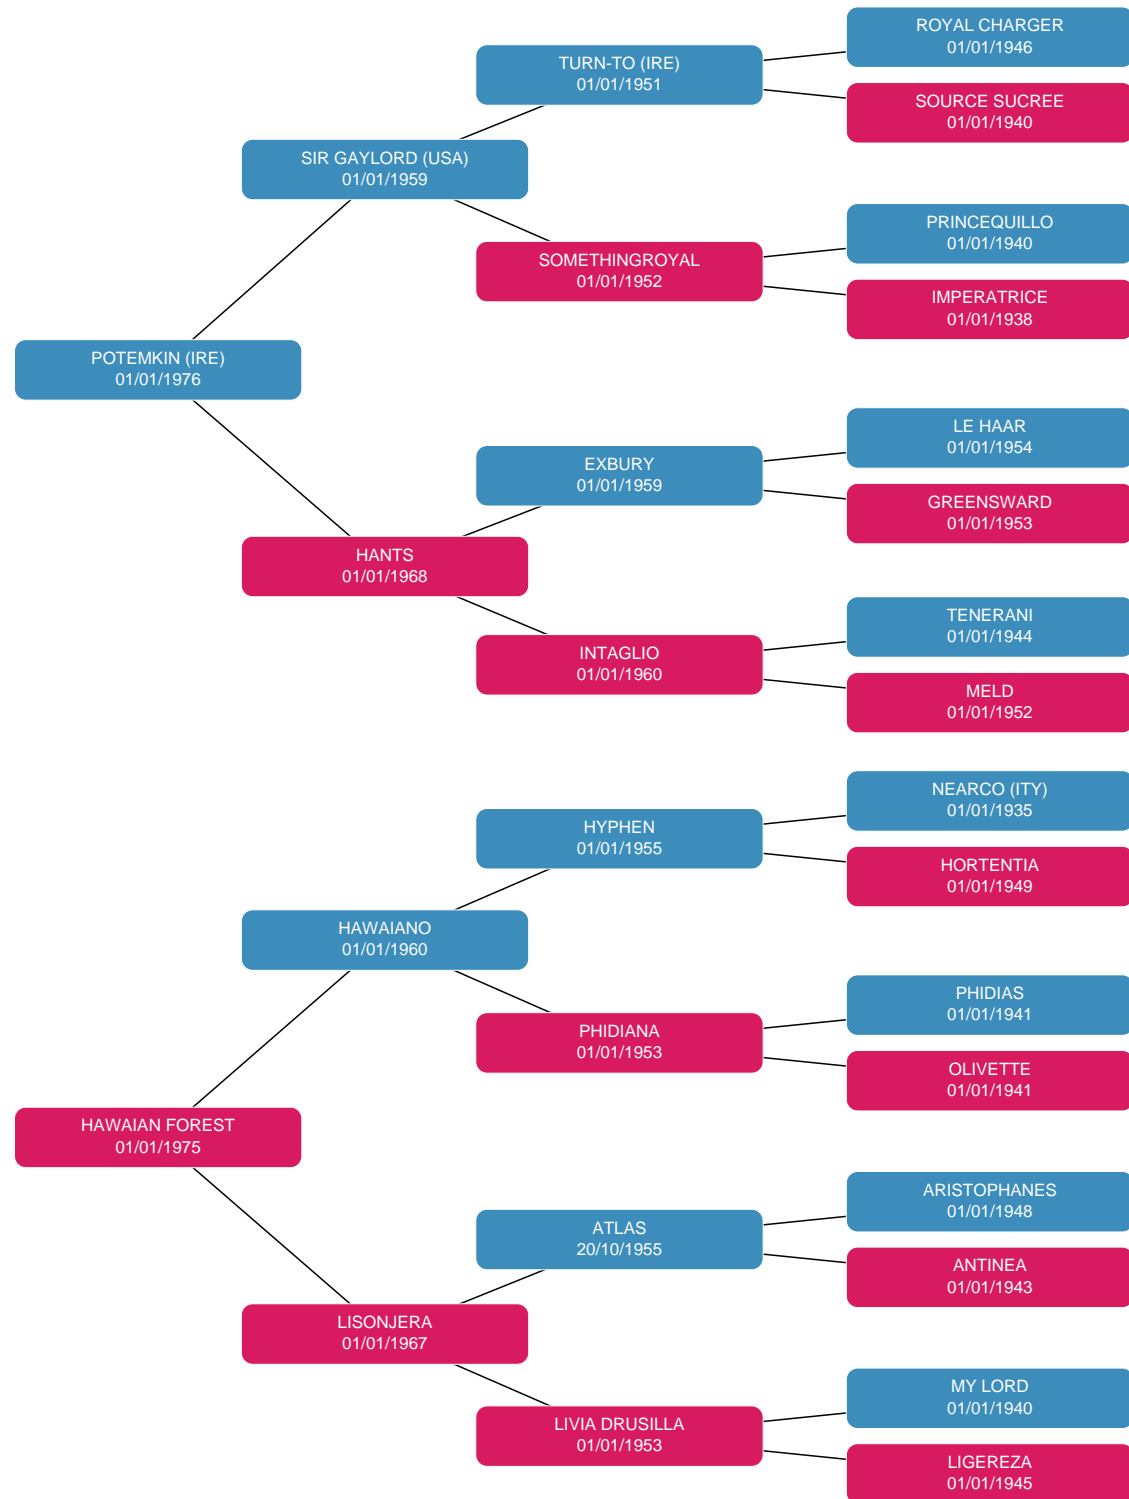 ROYAL CHARGER
01/01/1946
TURN-TO (IRE)
01/01/1951
SOURCE SUCREE
01/01/1940
SIR GAYLORD (USA)
01/01/1959
PRINCEQUILLO
01/01/1940
SOMETHINGROYAL
01/01/1952
IMPERATRICE
01/01/1938
POTEMKIN (IRE)
01/01/1976
LE HAAR
01/01/1954
EXBURY
01/01/1959
GREENSWARD
01/01/1953
HANTS
01/01/1968
TENERANI
01/01/1944
INTAGLIO
01/01/1960
MELD
01/01/1952
NEARCO (ITY)
01/01/1935
HYPHEN
01/01/1955
HORTENTIA
01/01/1949
HAWAIANO
01/01/1960
PHIDIAS
01/01/1941
PHIDIANA
01/01/1953
OLIVETTE
01/01/1941
HAWAIAN FOREST
01/01/1975
ARISTOPHANES
01/01/1948
ATLAS
20/10/1955
ANTINEA
01/01/1943
LISONJERA
01/01/1967
MY LORD
01/01/1940
LIVIA DRUSILLA
01/01/1953
LIGEREZA
01/01/1945